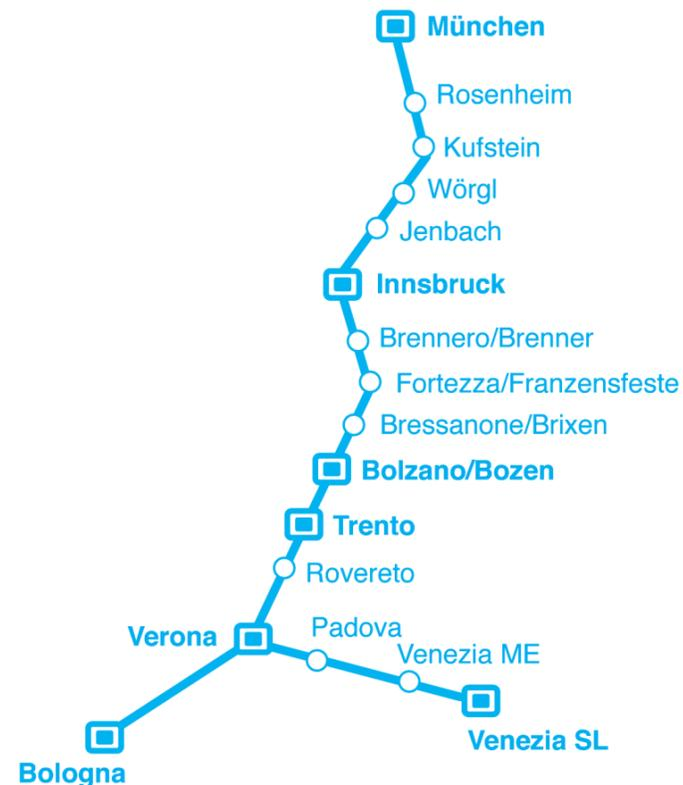 München
Rosenheim
Kufstein
Wörgl
Jenbach
Innsbruck
Brennero/Brenner
Fortezza/Franzensfeste
Bressanone/Brixen
Bolzano/Bozen
Trento
Rovereto
Verona
Padova
Venezia ME
Venezia SL
Bologna